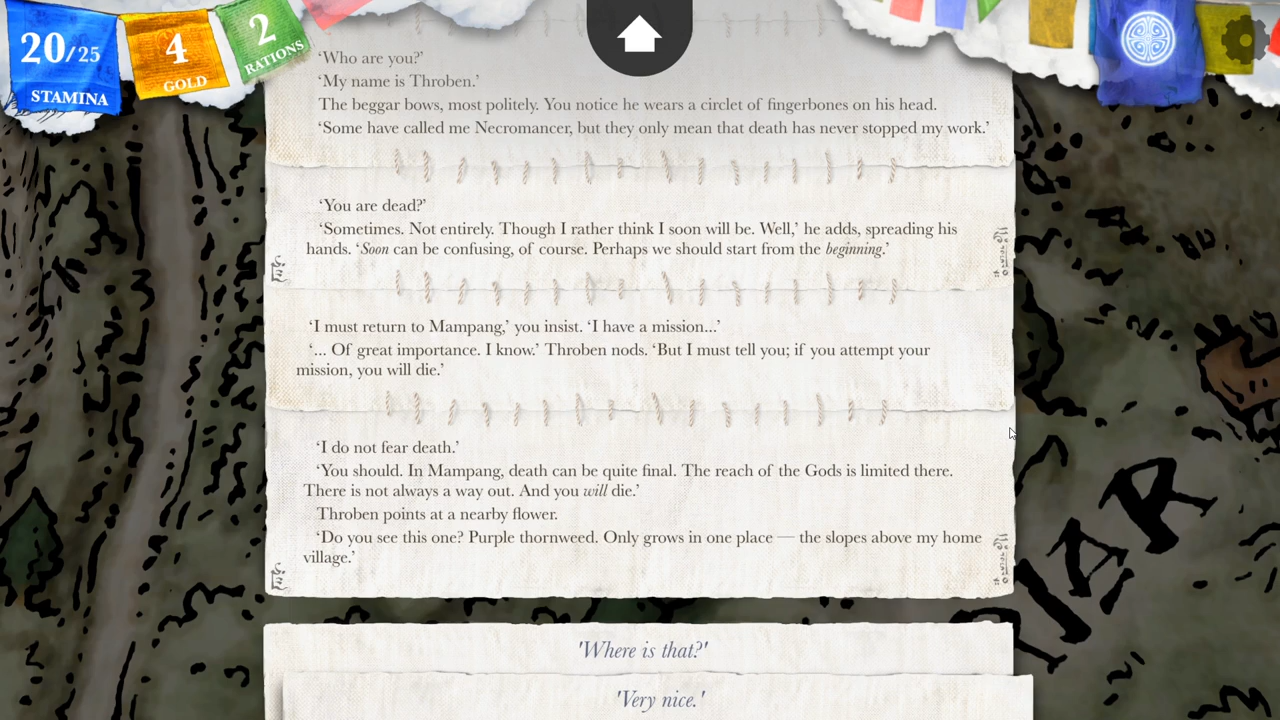 20/25
STAMINA
4
GOLD
2
RATIONS
‘Who are you?’
‘My name is Throben.’
The beggar bows, most politely. You notice he wears a circlet of fingerbones on his head.
‘Some have called me Necromancer, but they only mean that death has never stopped my work.’
‘You are dead?’
‘Sometimes. Not entirely. Though I rather think I soon will be. Well,’ he adds, spreading his
hands. ‘Soon can be confusing, of course. Perhaps we should start from the beginning.’
‘I must return to Mampang,’ you insist. ‘I have a mission...’
‘... Of great importance. I know.’ Throben nods. ‘But I must tell you; if you attempt your
mission, you will die.’
‘I do not fear death.’
‘You should. In Mampang, death can be quite final. The reach of the Gods is limited there.
There is not always a way out. And you will die.’
Throben points at a nearby flower.
‘Do you see this one? Purple thornweed. Only grows in one place — the slopes above my home
village.’
'Where is that?'
'Very nice.'